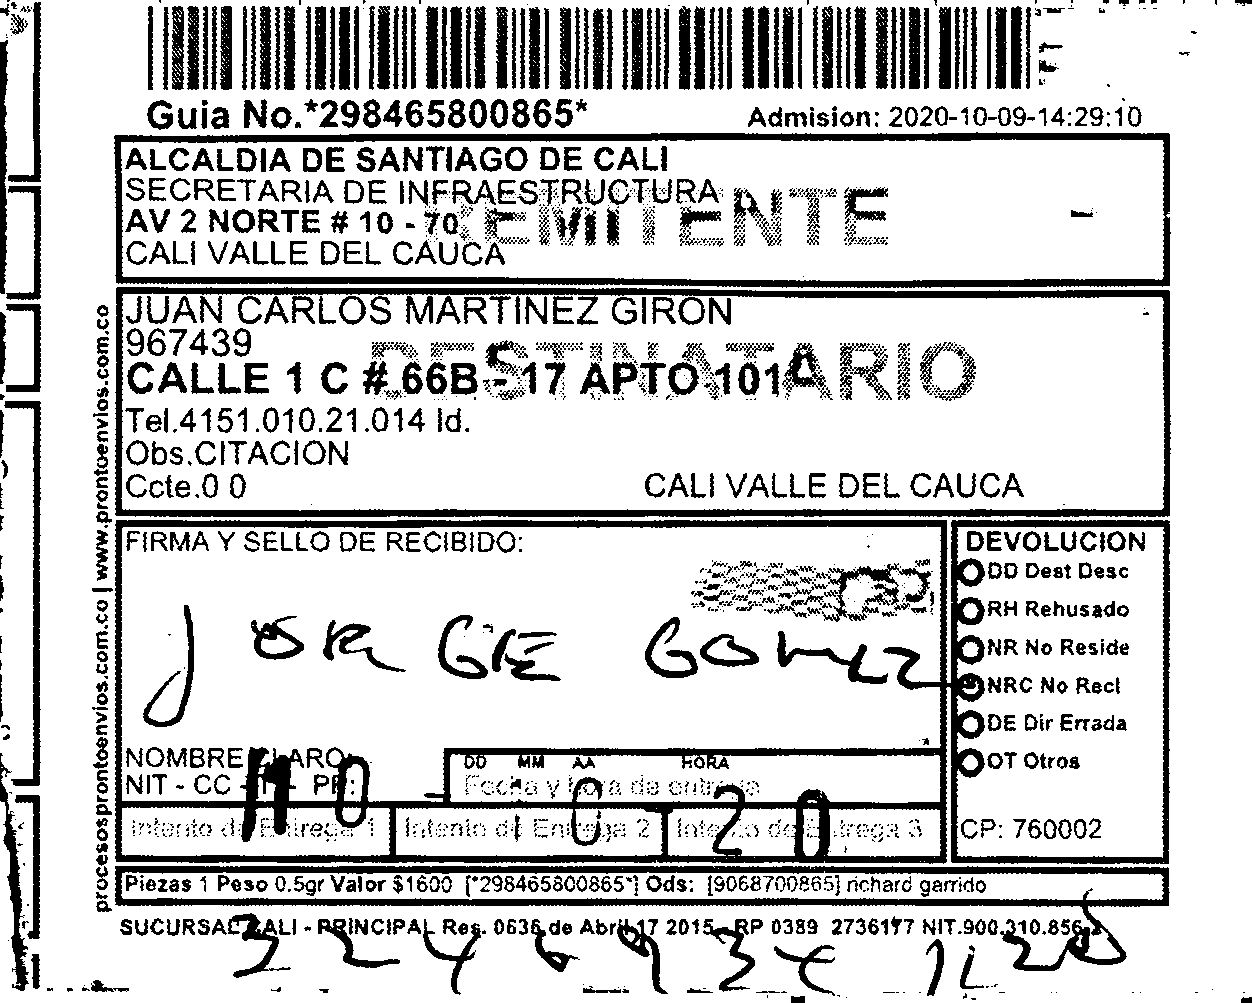 Guia No.*298465800865*
Admision: 2020-10-09-14:29:10
ALCALDIA DE SANTIAGO DE CALI
SECRETARIA DE INFRAESTRUCTURA
AV 2 NORTE # 10 - 70
CALI VALLE DEL CAUCA
REMITENTE
JUAN CARLOS MARTINEZ GIRON
967439
CALLE 1 C # 66B - 17 APTO 101
DESTINATARIO
Tel.4151.010.21.014 Id.
Obs.CITACION
Ccte.0 0
CALI VALLE DEL CAUCA
procesosprontoenvios.com.co | www.prontoenvios.com.co
FIRMA Y SELLO DE RECIBIDO:
JORGE GOMEZ
NOMBRE CLARO:
NIT - CC
DD MM AA HORA
Fecha y hora de entrega
Intento de Entrega 1
Intento de Entrega 2
Intento de Entrega 3
10 - 10 - 20
DEVOLUCION
DD Dest Desc
RH Rehusado
NR No Reside
NRC No Recl
DE Dir Errada
OT Otros
CP: 760002
Piezas 1 Peso 0.5gr Valor $1600 [*298465800865*] Ods: [9068700865] richard garrido
SUCURSAL CALI - PRINCIPAL Res. 0636 de Abril 17 2015 RP 0389 2736177 NIT.900.310.856